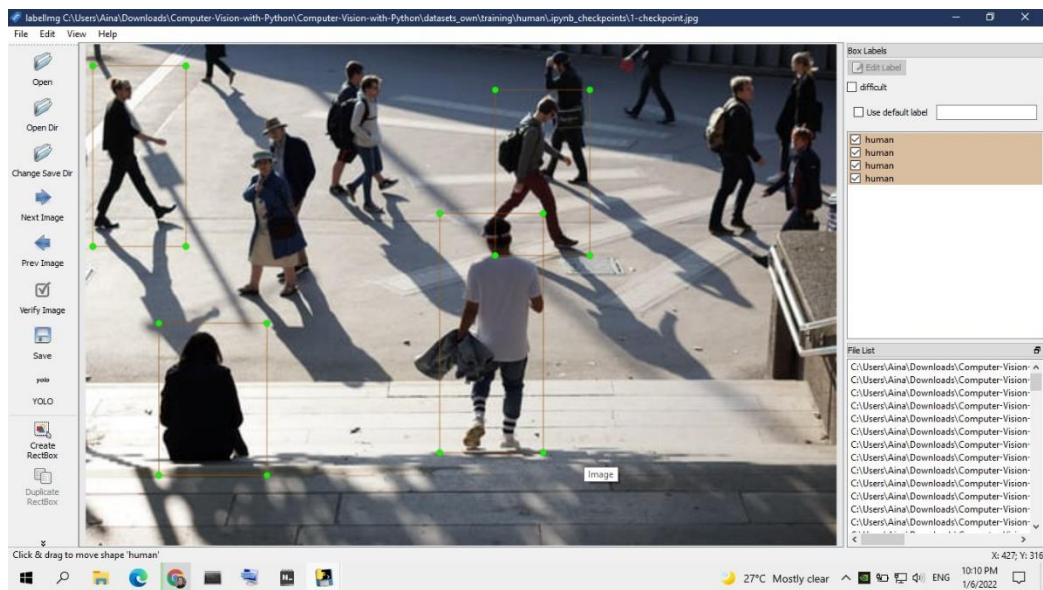 labelImg C:\Users\Aina\Downloads\Computer-Vision-with-Python\Computer-Vision-with-Python\datasets_own\training\human\.ipynb_checkpoints\1-checkpoint.jpg
File Edit View Help
Open
Open Dir
Change Save Dir
Next Image
Prev Image
Verify Image
Save
yolo
YOLO
Create
RectBox
Duplicate
RectBox
Image
Box Labels
Edit Label
difficult
Use default label
human
human
human
human
File List
C:\Users\Aina\Downloads\Computer-Vision-
C:\Users\Aina\Downloads\Computer-Vision-
C:\Users\Aina\Downloads\Computer-Vision-
C:\Users\Aina\Downloads\Computer-Vision-
C:\Users\Aina\Downloads\Computer-Vision-
C:\Users\Aina\Downloads\Computer-Vision-
C:\Users\Aina\Downloads\Computer-Vision-
C:\Users\Aina\Downloads\Computer-Vision-
C:\Users\Aina\Downloads\Computer-Vision-
C:\Users\Aina\Downloads\Computer-Vision-
C:\Users\Aina\Downloads\Computer-Vision-
C:\Users\Aina\Downloads\Computer-Vision-
C:\Users\Aina\Downloads\Computer-Vision-
Click & drag to move shape 'human'
X: 427; Y: 316
27°C Mostly clear
ENG
10:10 PM
1/6/2022